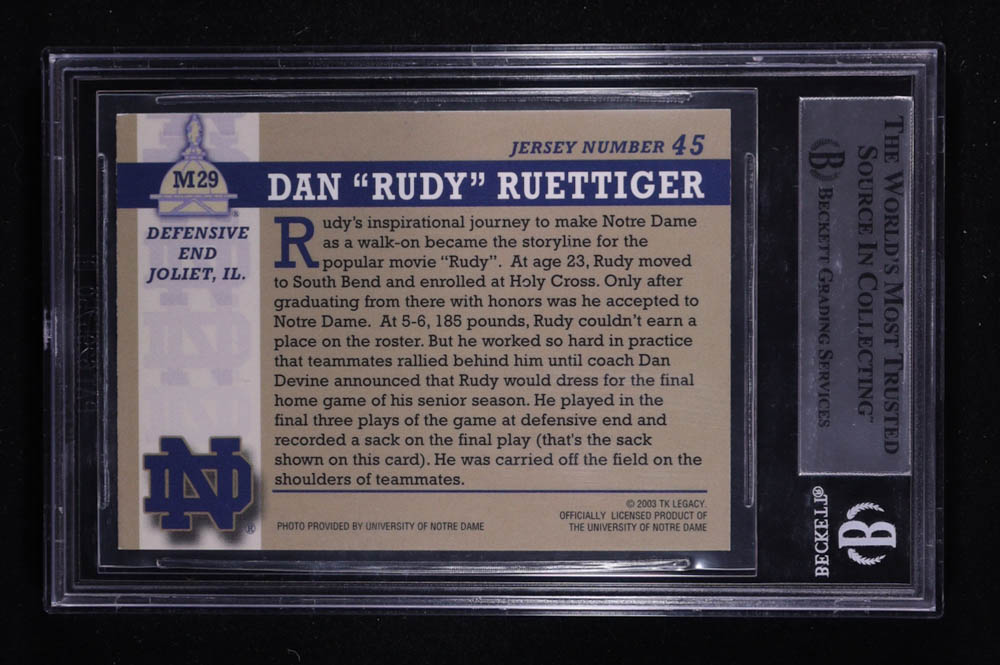 JERSEY NUMBER 45
M29
DAN “RUDY” RUETTIGER
DEFENSIVE
END
JOLIET, IL.
Rudy's inspirational journey to make Notre Dame
as a walk-on became the storyline for the
popular movie “Rudy”. At age 23, Rudy moved
to South Bend and enrolled at Holy Cross. Only after
graduating from there with honors was he accepted to
Notre Dame. At 5-6, 185 pounds, Rudy couldn't earn a
place on the roster. But he worked so hard in practice
that teammates rallied behind him until coach Dan
Devine announced that Rudy would dress for the final
home game of his senior season. He played in the
final three plays of the game at defensive end and
recorded a sack on the final play (that's the sack
shown on this card). He was carried off the field on the
shoulders of teammates.
ND
®
PHOTO PROVIDED BY UNIVERSITY OF NOTRE DAME
© 2003 TK LEGACY.
OFFICIALLY LICENSED PRODUCT OF
THE UNIVERSITY OF NOTRE DAME
THE WORLD'S MOST TRUSTED
SOURCE IN COLLECTING™
B BECKETT GRADING SERVICES
BECKETT®
B